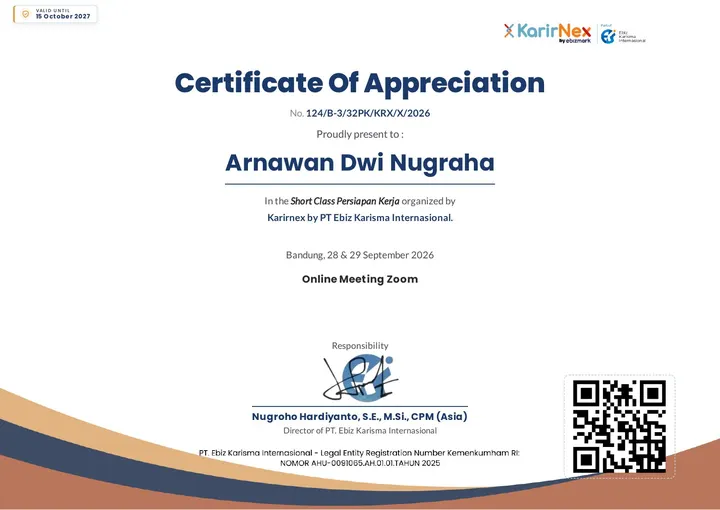 VALID UNTIL
15 October 2027
KarirNex
by ebizmark
Ebiz
Karisma
Internasional
Certificate Of Appreciation
No. 124/B-3/32PK/KRX/X/2026
Proudly present to :
Arnawan Dwi Nugraha
In the Short Class Persiapan Kerja organized by
Karirnex by PT Ebiz Karisma Internasional.
Bandung, 28 & 29 September 2026
Online Meeting Zoom
Responsibility
Nugroho Hardiyanto, S.E., M.Si., CPM (Asia)
Director of PT. Ebiz Karisma Internasional
PT. Ebiz Karisma Internasional - Legal Entity Registration Number Kemenkumham RI:
NOMOR AHU-0091065.AH.01.01.TAHUN 2025